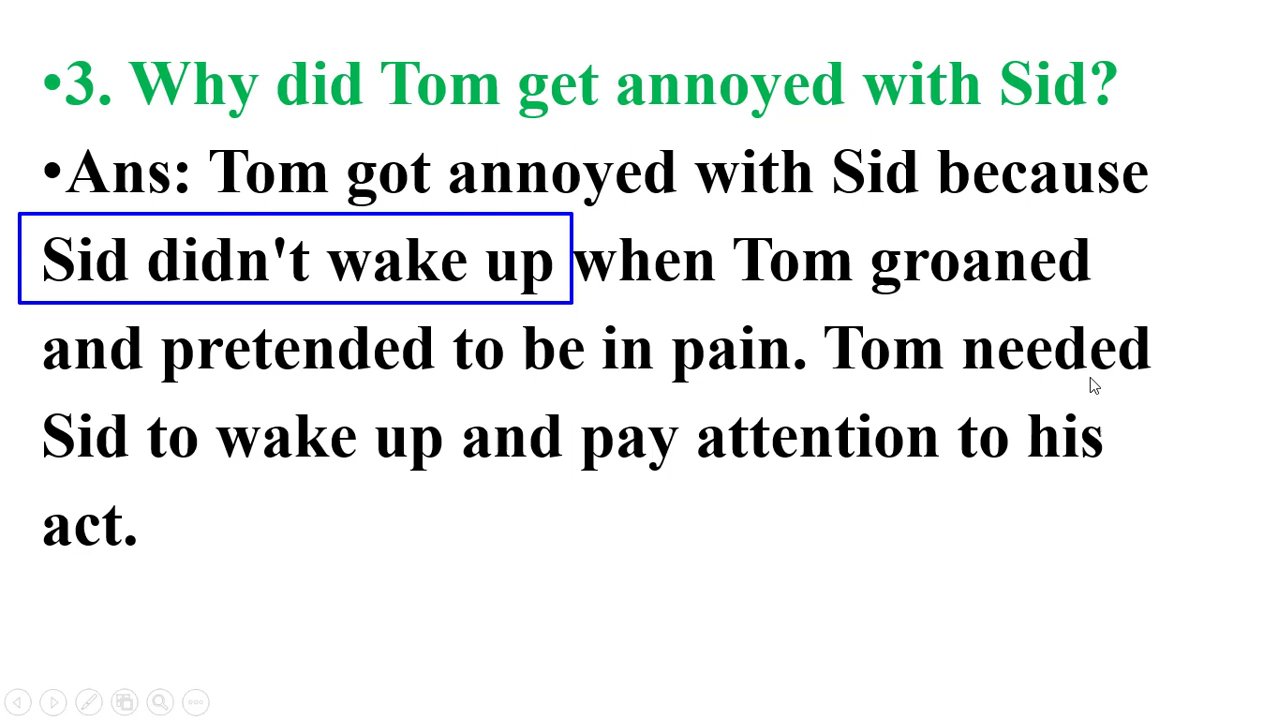 •3. Why did Tom get annoyed with Sid?
•Ans: Tom got annoyed with Sid because
Sid didn't wake up when Tom groaned
and pretended to be in pain. Tom needed
Sid to wake up and pay attention to his
act.